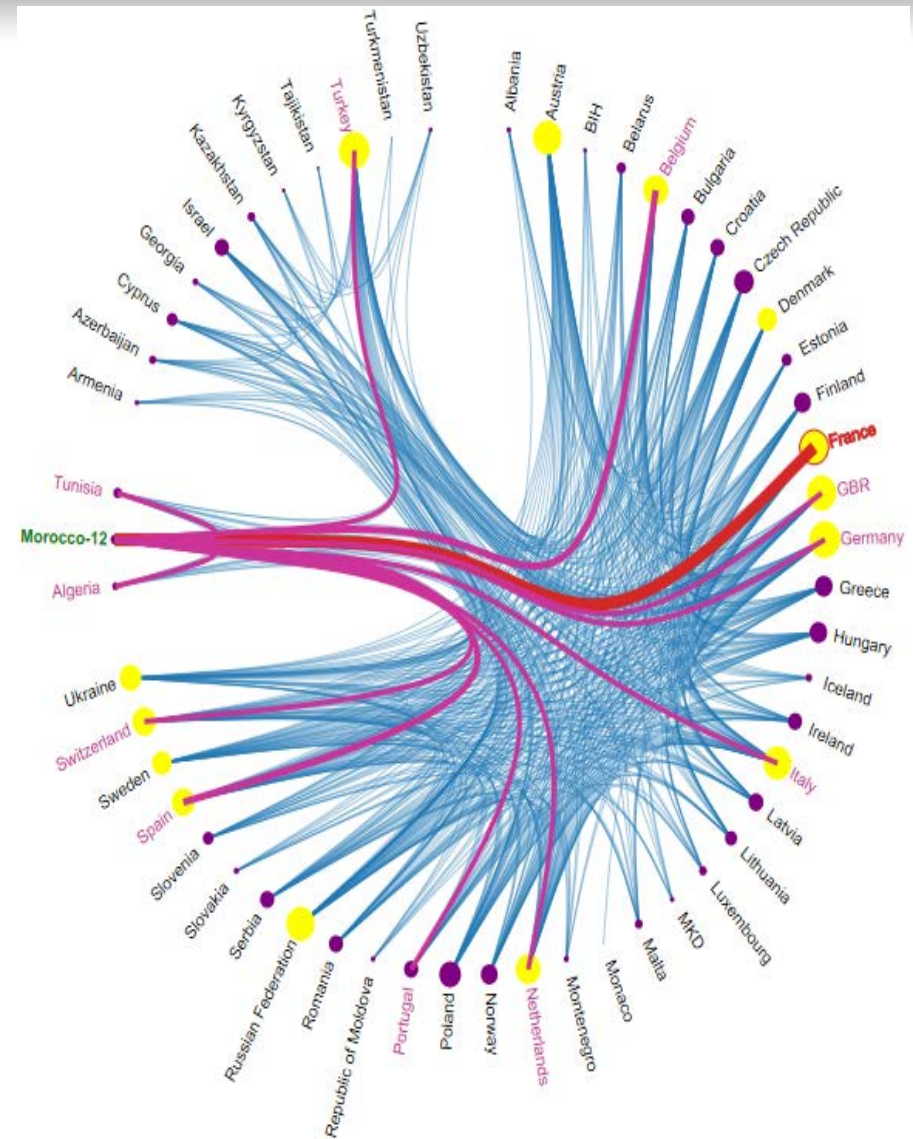 Albania
Austria
BIH
Belarus
Belgium
Bulgaria
Croatia
Czech Republic
Denmark
Estonia
Finland
France
GBR
Germany
Greece
Hungary
Iceland
Ireland
Italy
Latvia
Lithuania
Luxembourg
MKD
Malta
Monaco
Montenegro
Netherlands
Norway
Poland
Portugal
Republic of Moldova
Romania
Russian Federation
Serbia
Slovakia
Slovenia
Spain
Sweden
Switzerland
Ukraine
Algeria
Morocco-12
Tunisia
Armenia
Azerbaijan
Cyprus
Georgia
Israel
Kazakhstan
Kyrgyzstan
Tajikistan
Turkey
Turkmenistan
Uzbekistan